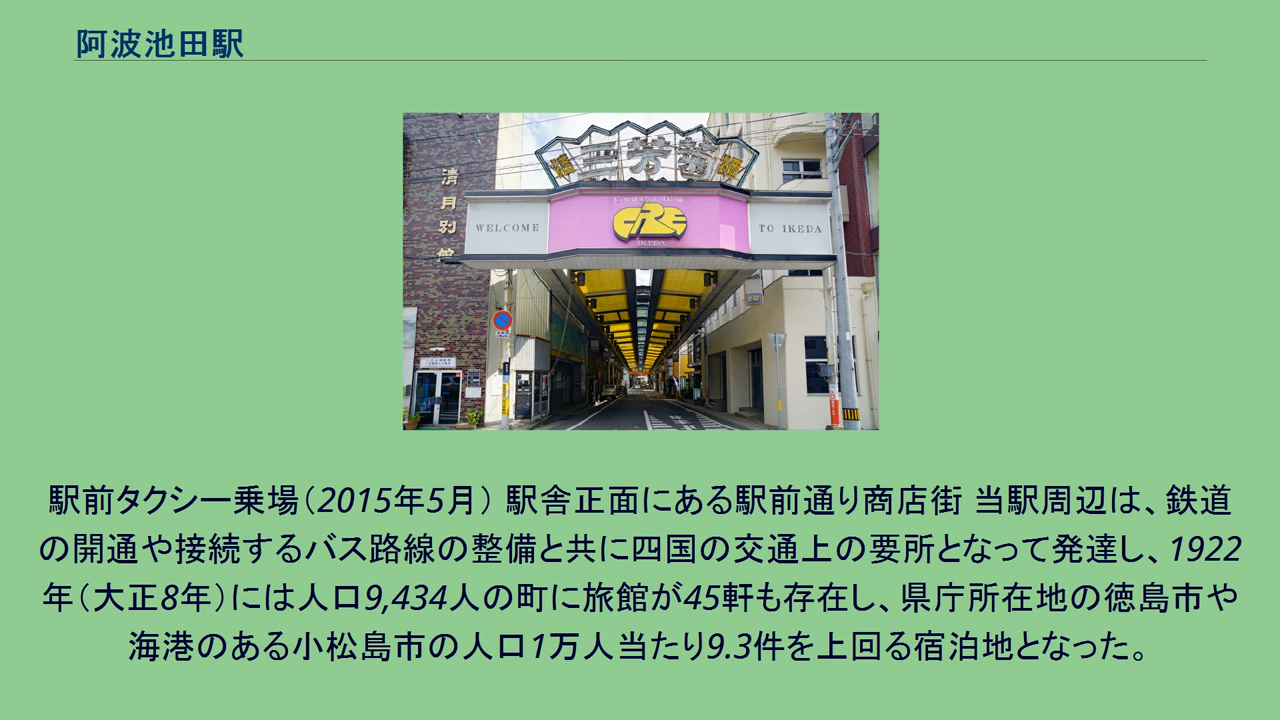 阿波池田駅
清月別館
三芳菊
WELCOME
CRE
IKEDA
TO IKEDA
駅前タクシー乗場（2015年5月） 駅舎正面にある駅前通り商店街 当駅周辺は、鉄道
の開通や接続するバス路線の整備と共に四国の交通上の要所となって発達し、1922
年（大正8年）には人口9,434人の町に旅館が45軒も存在し、県庁所在地の徳島市や
海港のある小松島市の人口1万人当たり9.3件を上回る宿泊地となった。